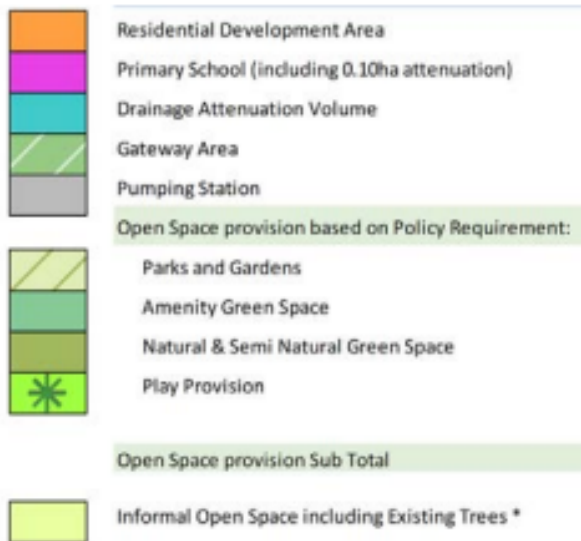 Residential Development Area
Primary School (including 0.10ha attenuation)
Drainage Attenuation Volume
Gateway Area
Pumping Station
Open Space provision based on Policy Requirement:
Parks and Gardens
Amenity Green Space
Natural & Semi Natural Green Space
Play Provision
Open Space provision Sub Total
Informal Open Space including Existing Trees *